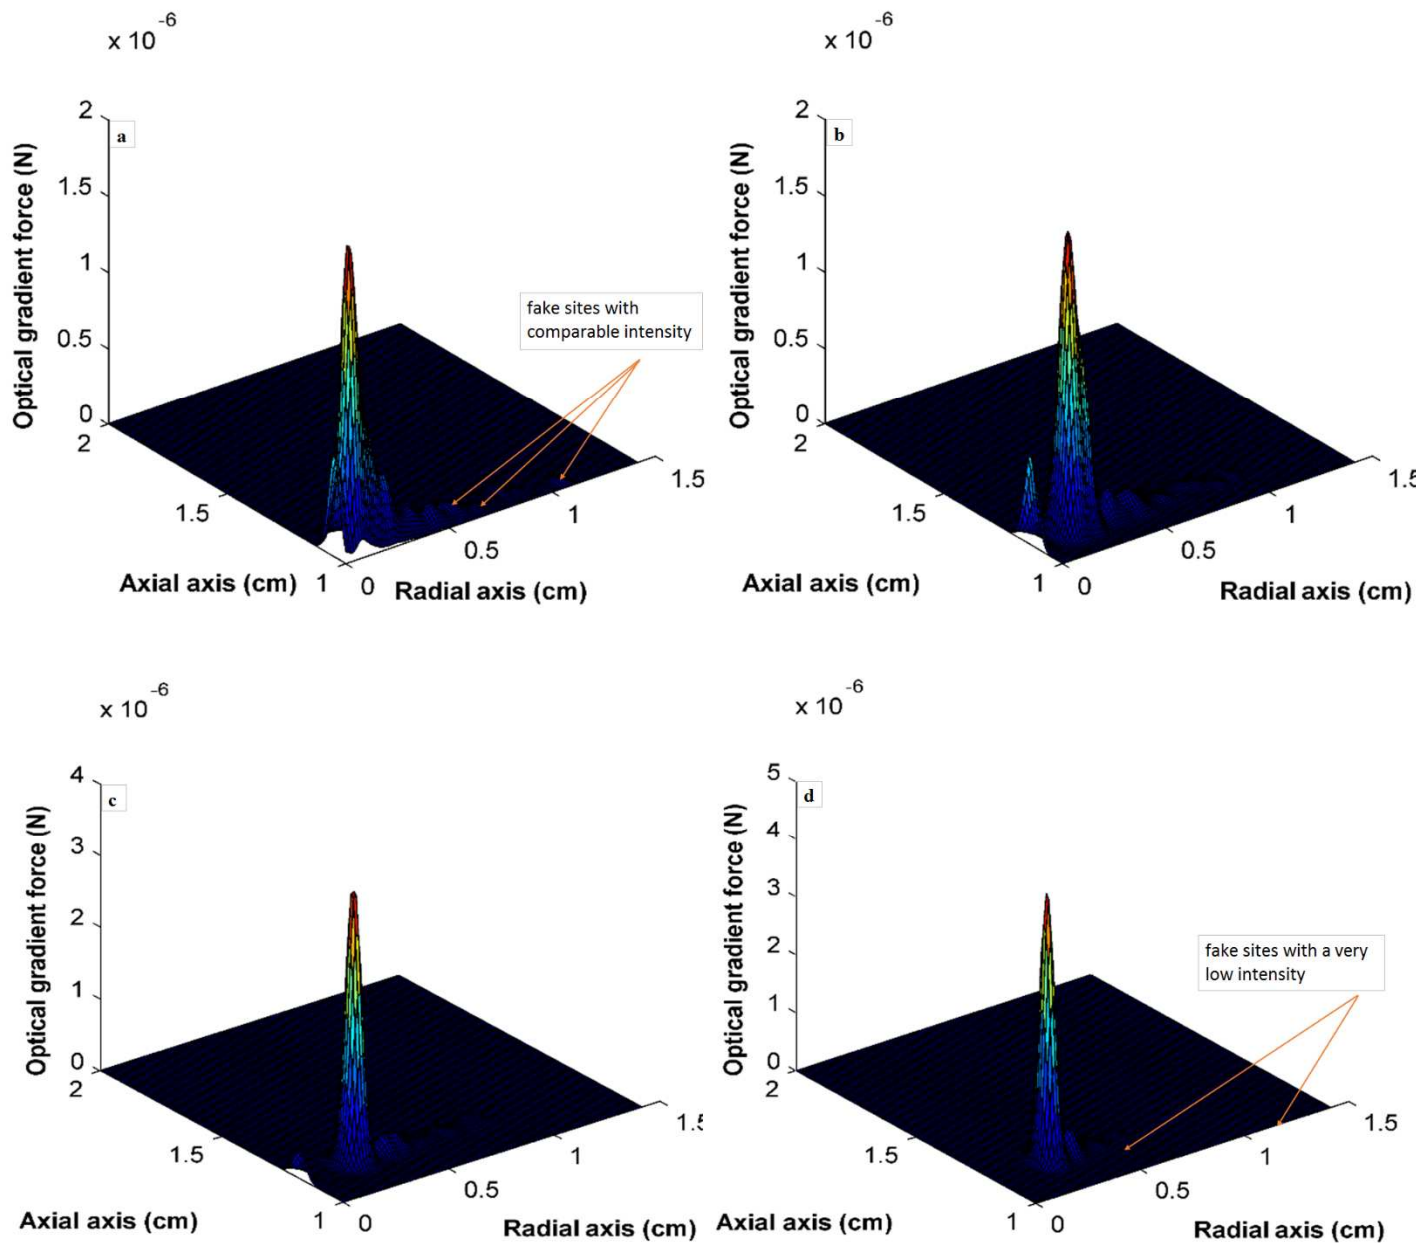 x 10^-6
2
a
1.5
1
0.5
0
Optical gradient force (N)
fake sites with
comparable intensity
2
1.5
1
Axial axis (cm)
0
0.5
1
1.5
Radial axis (cm)
x 10^-6
2
b
1.5
1
0.5
0
Optical gradient force (N)
2
1.5
1
Axial axis (cm)
0
0.5
1
1.5
Radial axis (cm)
x 10^-6
4
c
3
2
1
0
Optical gradient force (N)
2
1.5
1
Axial axis (cm)
0
0.5
1
1.5
Radial axis (cm)
x 10^-6
5
d
4
3
2
1
0
Optical gradient force (N)
fake sites with a very
low intensity
2
1.5
1
Axial axis (cm)
0
0.5
1
1.5
Radial axis (cm)